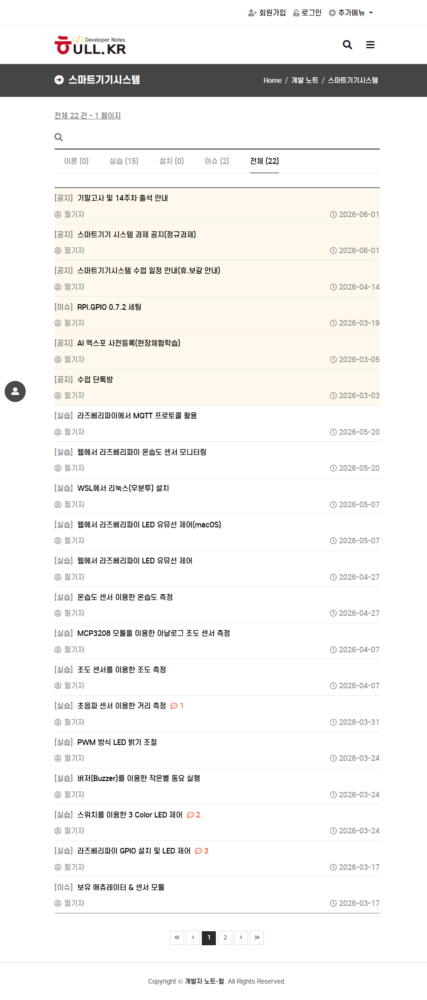 회원가입 로그인 추가메뉴
</> Developer Notes
ㅎULL.KR
스마트기기시스템 Home / 개발 노트 / 스마트기기시스템
전체 22 건 - 1 페이지
이론 (0) 실습 (15) 설치 (0) 이슈 (2) 전체 (22)
[공지] 기말고사 및 14주차 출석 안내
필기자 2026-06-01
[공지] 스마트기기 시스템 과제 공지(정규과제)
필기자 2026-06-01
[공지] 스마트기기시스템 수업 일정 안내(휴.보강 안내)
필기자 2026-04-14
[이슈] RPi.GPIO 0.7.2 세팅
필기자 2026-03-19
[공지] AI 엑스포 사전등록(현장체험학습)
필기자 2026-03-05
[공지] 수업 단톡방
필기자 2026-03-03
[실습] 라즈베리파이에서 MQTT 프로토콜 활용
필기자 2026-05-20
[실습] 웹에서 라즈베리파이 온습도 센서 모니터링
필기자 2026-05-20
[실습] WSL에서 리눅스(우분투) 설치
필기자 2026-05-07
[실습] 웹에서 라즈베리파이 LED 유뮤선 제어(macOS)
필기자 2026-05-07
[실습] 웹에서 라즈베리파이 LED 유뮤선 제어
필기자 2026-04-27
[실습] 온습도 센서 이용한 온습도 측정
필기자 2026-04-27
[실습] MCP3208 모듈을 이용한 아날로그 조도 센서 측정
필기자 2026-04-07
[실습] 조도 센서를 이용한 조도 측정
필기자 2026-04-07
[실습] 초음파 센서 이용한 거리 측정 1
필기자 2026-03-31
[실습] PWM 방식 LED 밝기 조절
필기자 2026-03-24
[실습] 버저(Buzzer)를 이용한 작은별 동요 실행
필기자 2026-03-24
[실습] 스위치를 이용한 3 Color LED 제어 2
필기자 2026-03-24
[실습] 라즈베리파이 GPIO 설치 및 LED 제어 3
필기자 2026-03-17
[이슈] 보유 애츄레이터 & 센서 모듈
필기자 2026-03-17
1 2
Copyright © 개발자 노트-헐. All Rights Reserved.